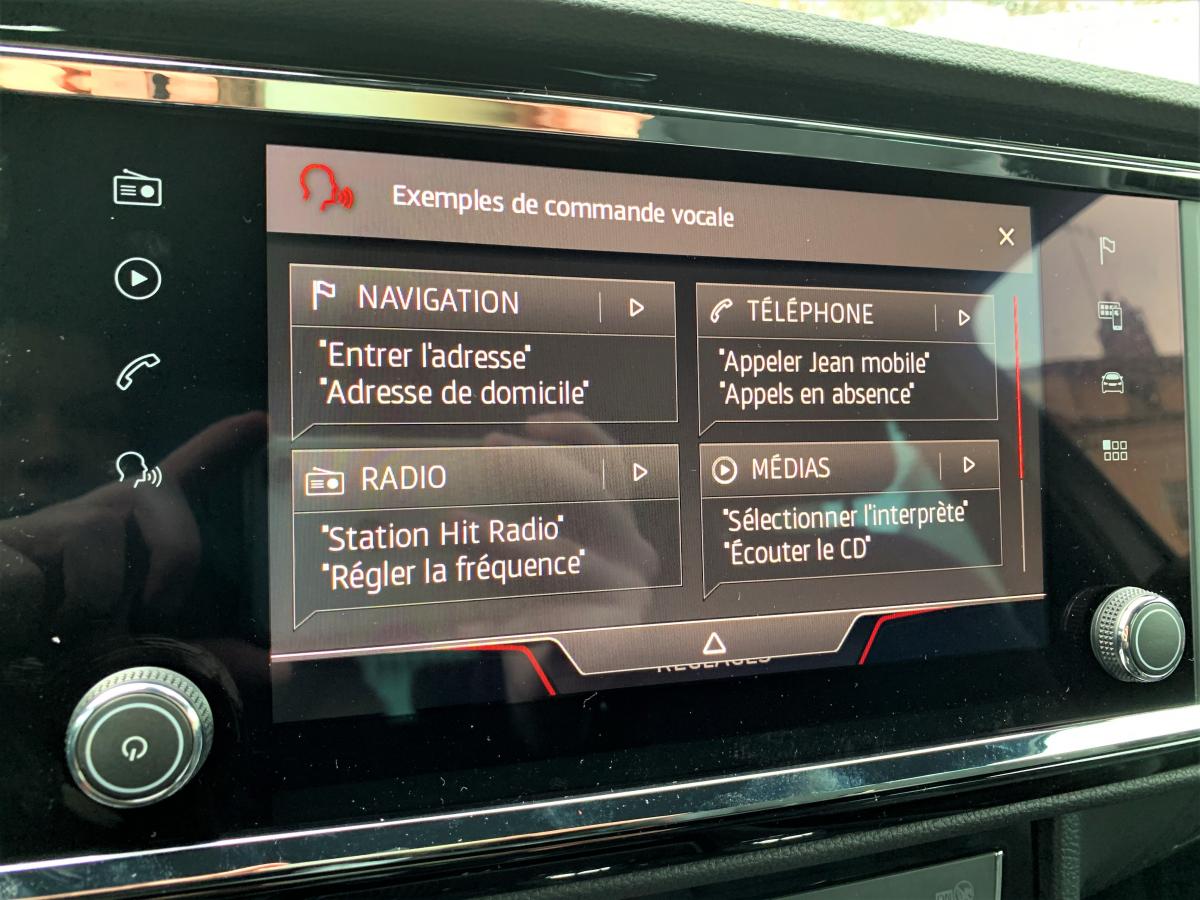 Exemples de commande vocale
NAVIGATION
"Entrer l'adresse"
"Adresse de domicile"
TÉLÉPHONE
"Appeler Jean mobile"
"Appels en absence"
RADIO
"Station Hit Radio"
"Régler la fréquence"
MÉDIAS
"Sélectionner l'interprète"
"Écouter le CD"
RÉGLAGES